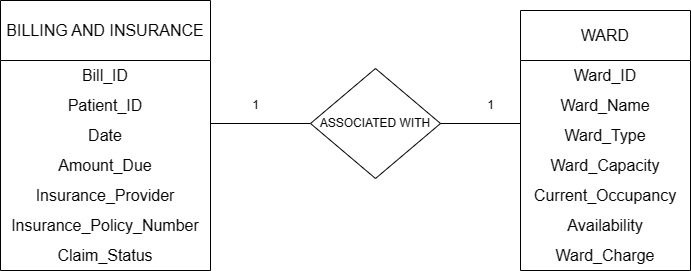 BILLING AND INSURANCE
Bill_ID
Patient_ID
Date
Amount_Due
Insurance_Provider
Insurance_Policy_Number
Claim_Status
1
ASSOCIATED WITH
1
WARD
Ward_ID
Ward_Name
Ward_Type
Ward_Capacity
Current_Occupancy
Availability
Ward_Charge